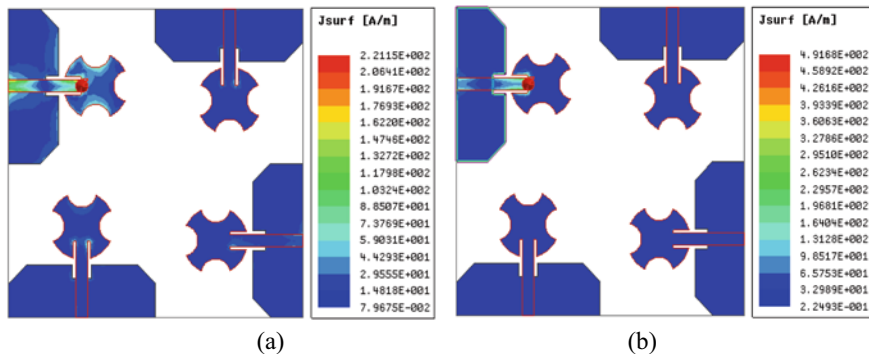 Jsurf [A/m]
2.2115E+002
2.0641E+002
1.9167E+002
1.7693E+002
1.6220E+002
1.4746E+002
1.3272E+002
1.1798E+002
1.0324E+002
8.8507E+001
7.3769E+001
5.9031E+001
4.4293E+001
2.9555E+001
1.4818E+001
7.9675E-002
Jsurf [A/m]
4.9168E+002
4.5892E+002
4.2616E+002
3.9339E+002
3.6063E+002
3.2786E+002
2.9510E+002
2.6234E+002
2.2957E+002
1.9681E+002
1.6404E+002
1.3128E+002
9.8517E+001
6.5753E+001
3.2989E+001
2.2493E-001
(a)
(b)